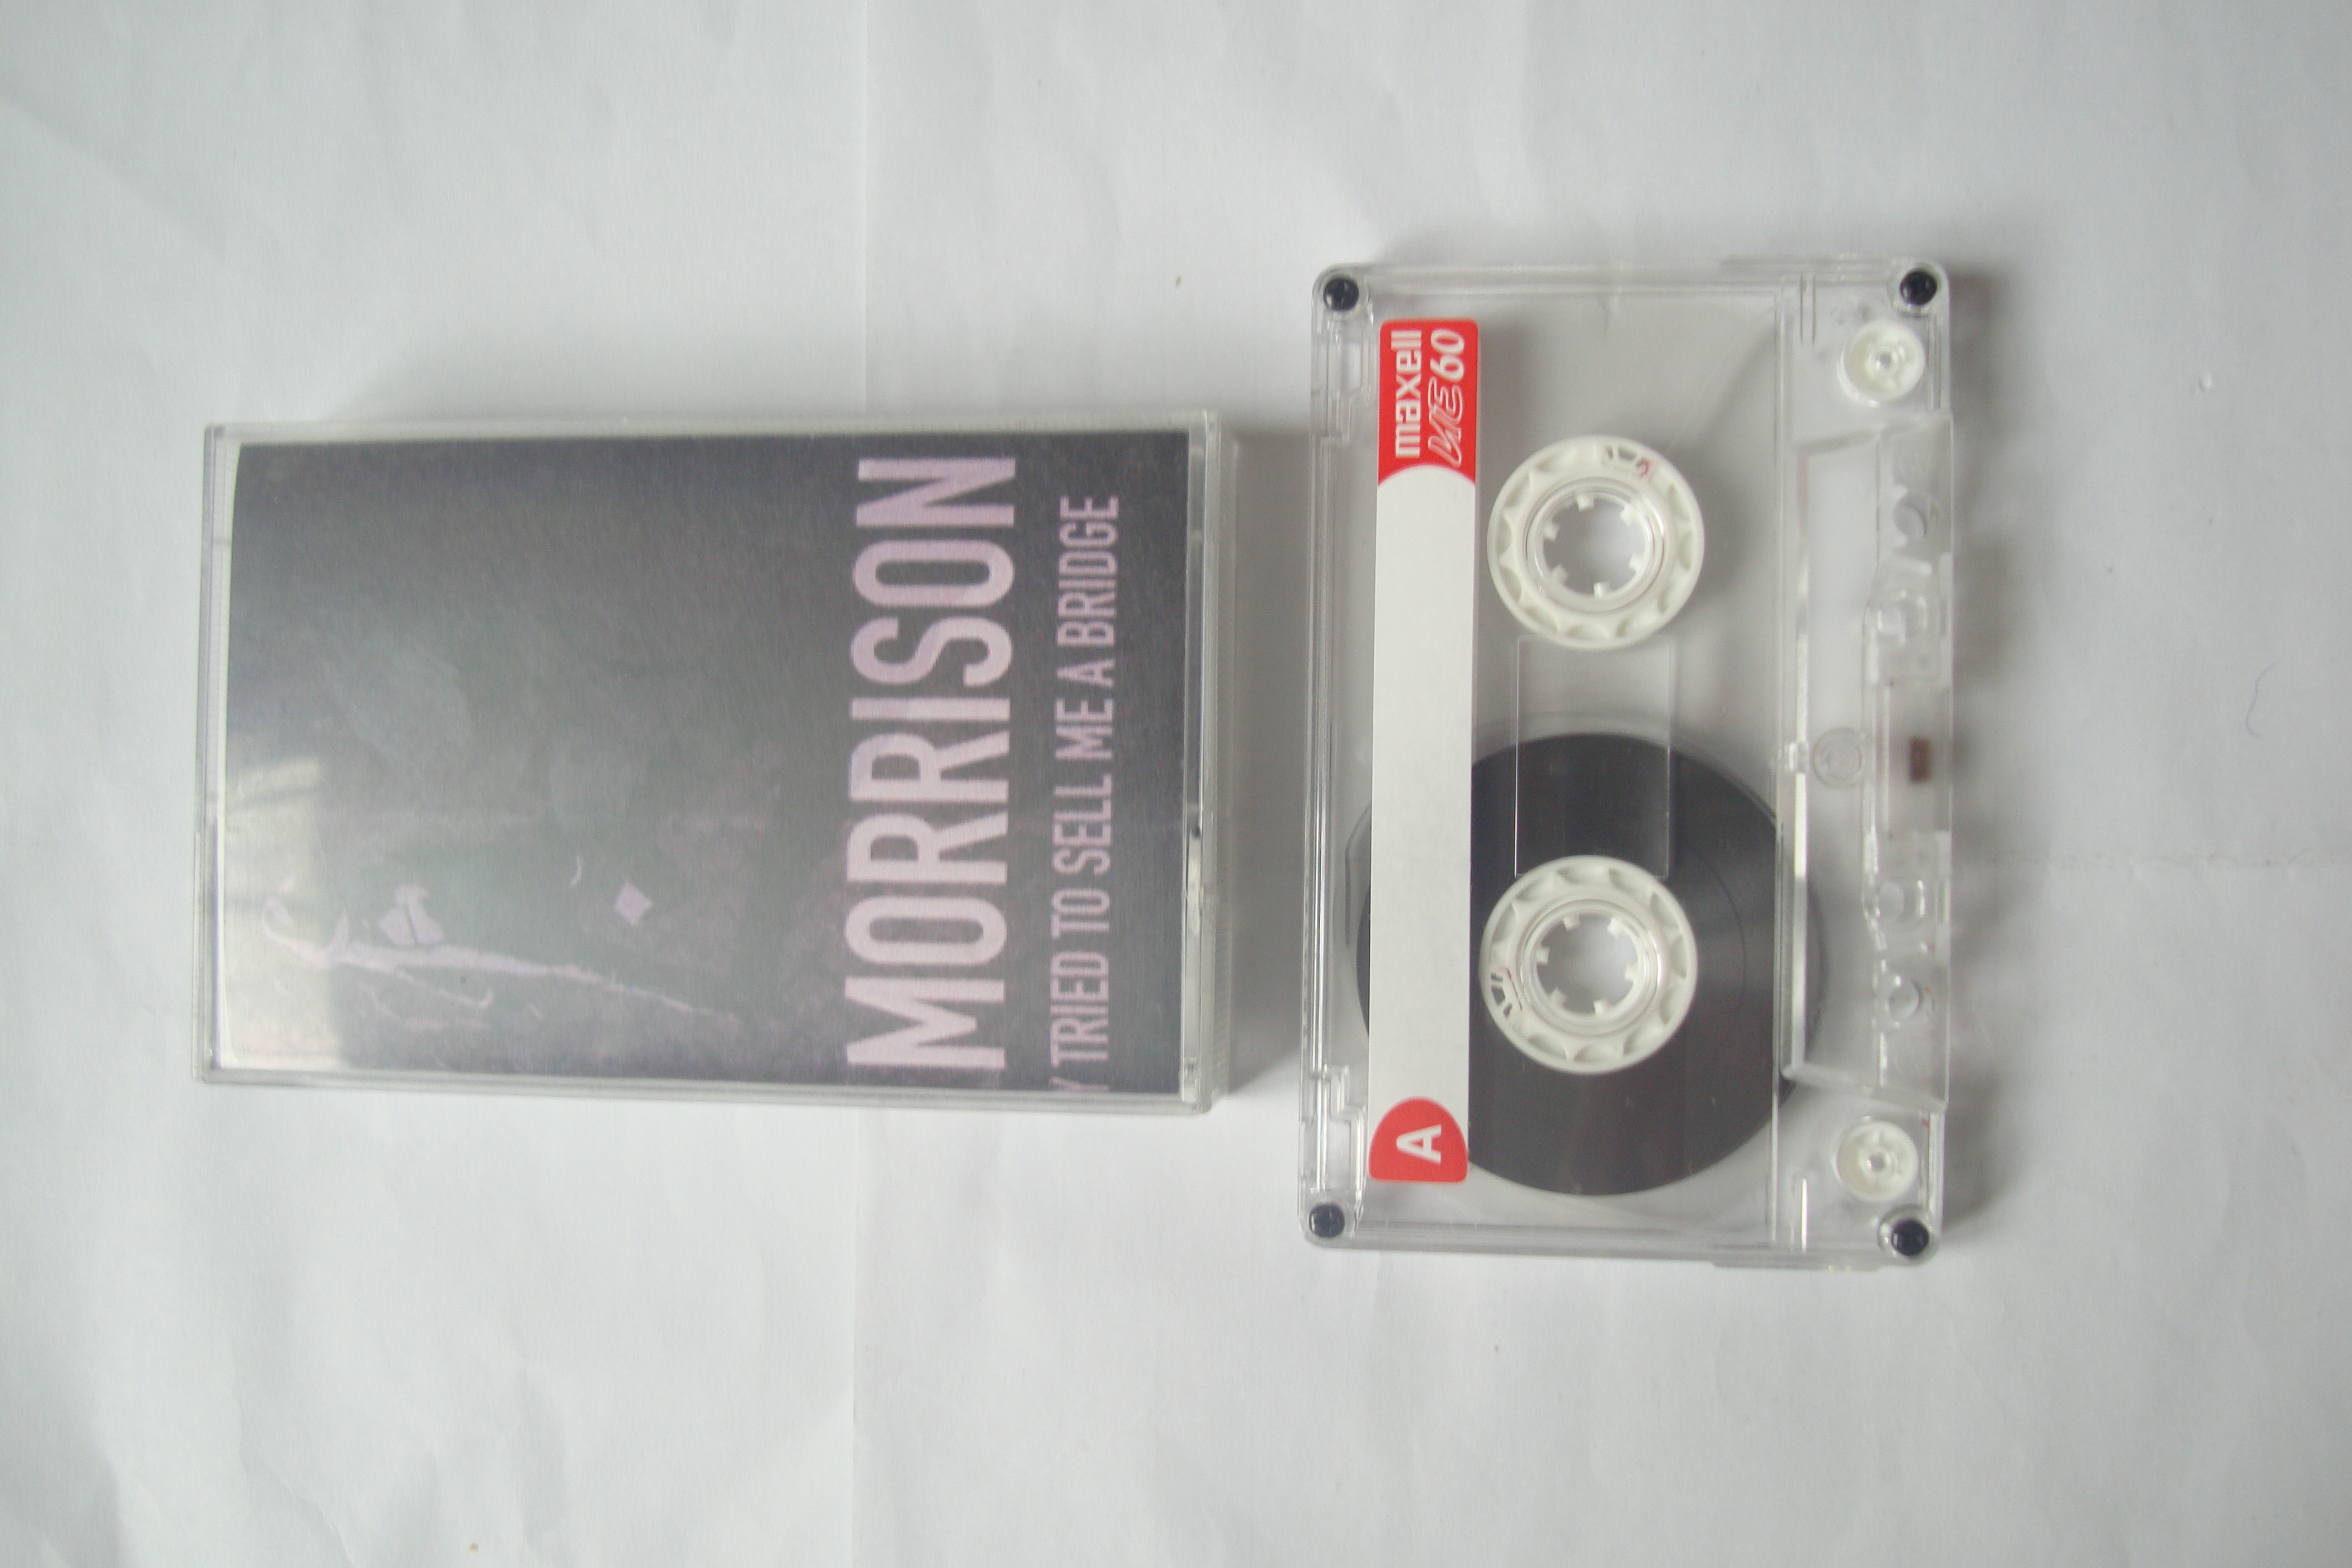 MORRISON
Y TRIED TO SELL ME A BRIDGE
maxell
UE60
A